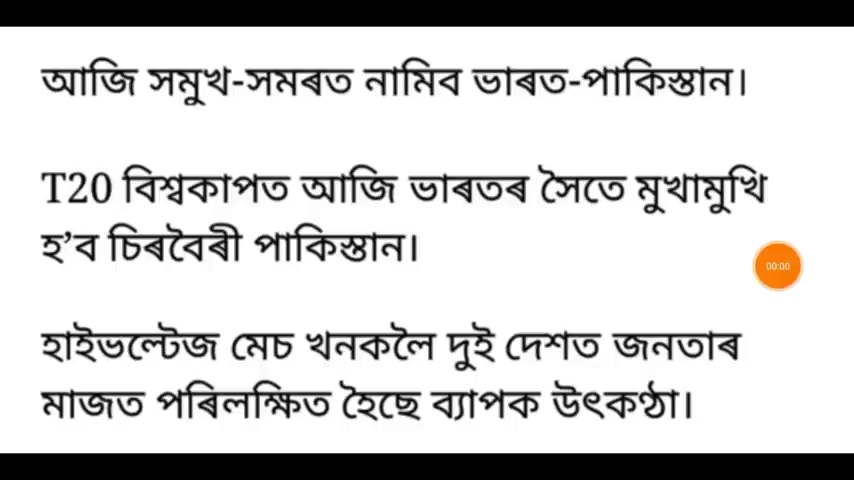 আজি সমুখ-সমৰত নামিব ভাৰত-পাকিস্তান।
T20 বিশ্বকাপত আজি ভাৰতৰ সৈতে মুখামুখি
হ’ব চিৰবৈৰী পাকিস্তান।
00:00
হাইভল্টেজ মেচ খনকলৈ দুই দেশত জনতাৰ
মাজত পৰিলক্ষিত হৈছে ব্যাপক উৎকণ্ঠা।